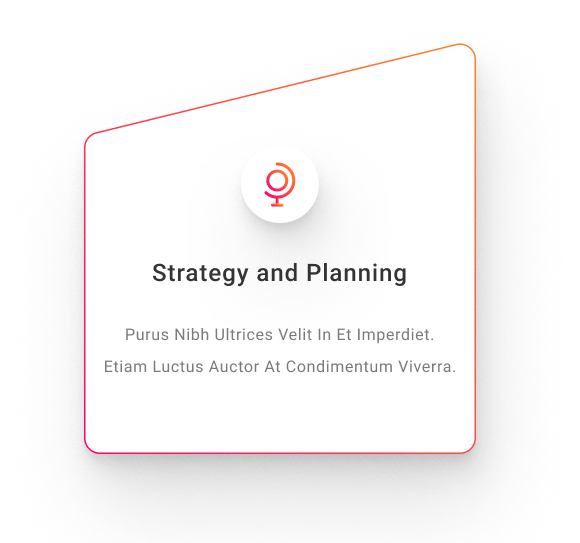 Strategy and Planning
Purus Nibh Ultrices Velit In Et Imperdiet.
Etiam Luctus Auctor At Condimentum Viverra.